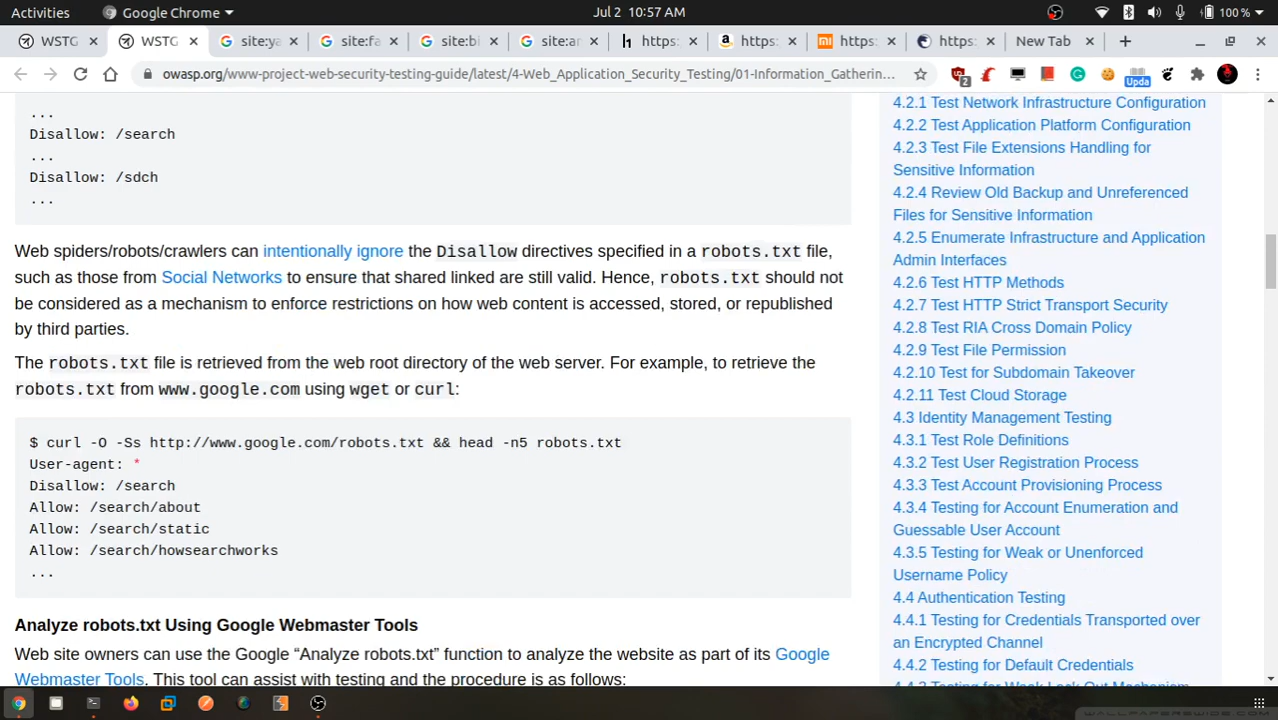 Activities
Google Chrome
Jul 2 10:57 AM
100 %
WSTG
WSTG
site:ya
site:fa
site:bi
site:ar
https:
https:
https:
https:
New Tab
owasp.org/www-project-web-security-testing-guide/latest/4-Web_Application_Security_Testing/01-Information_Gatherin...
2
Upda
...
Disallow: /search
...
Disallow: /sdch
...
Web spiders/robots/crawlers can intentionally ignore the Disallow directives specified in a robots.txt file,
such as those from Social Networks to ensure that shared linked are still valid. Hence, robots.txt should not
be considered as a mechanism to enforce restrictions on how web content is accessed, stored, or republished
by third parties.
The robots.txt file is retrieved from the web root directory of the web server. For example, to retrieve the
robots.txt from www.google.com using wget or curl:
$ curl -O -Ss http://www.google.com/robots.txt && head -n5 robots.txt
User-agent: *
Disallow: /search
Allow: /search/about
Allow: /search/static
Allow: /search/howsearchworks
...
Analyze robots.txt Using Google Webmaster Tools
Web site owners can use the Google “Analyze robots.txt” function to analyze the website as part of its Google
Webmaster Tools. This tool can assist with testing and the procedure is as follows:
4.2.1 Test Network Infrastructure Configuration
4.2.2 Test Application Platform Configuration
4.2.3 Test File Extensions Handling for
Sensitive Information
4.2.4 Review Old Backup and Unreferenced
Files for Sensitive Information
4.2.5 Enumerate Infrastructure and Application
Admin Interfaces
4.2.6 Test HTTP Methods
4.2.7 Test HTTP Strict Transport Security
4.2.8 Test RIA Cross Domain Policy
4.2.9 Test File Permission
4.2.10 Test for Subdomain Takeover
4.2.11 Test Cloud Storage
4.3 Identity Management Testing
4.3.1 Test Role Definitions
4.3.2 Test User Registration Process
4.3.3 Test Account Provisioning Process
4.3.4 Testing for Account Enumeration and
Guessable User Account
4.3.5 Testing for Weak or Unenforced
Username Policy
4.4 Authentication Testing
4.4.1 Testing for Credentials Transported over
an Encrypted Channel
4.4.2 Testing for Default Credentials
4.4.3 Testing for Weak Lock Out Mechanism